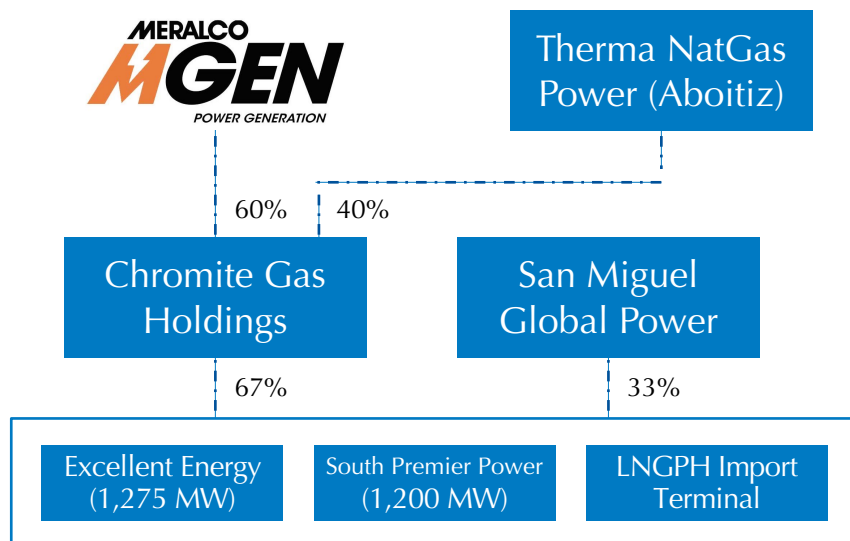 MERALCO
MGEN
POWER GENERATION
Therma NatGas
Power (Aboitiz)
60%
40%
Chromite Gas
Holdings
San Miguel
Global Power
67%
33%
Excellent Energy
(1,275 MW)
South Premier Power
(1,200 MW)
LNGPH Import
Terminal